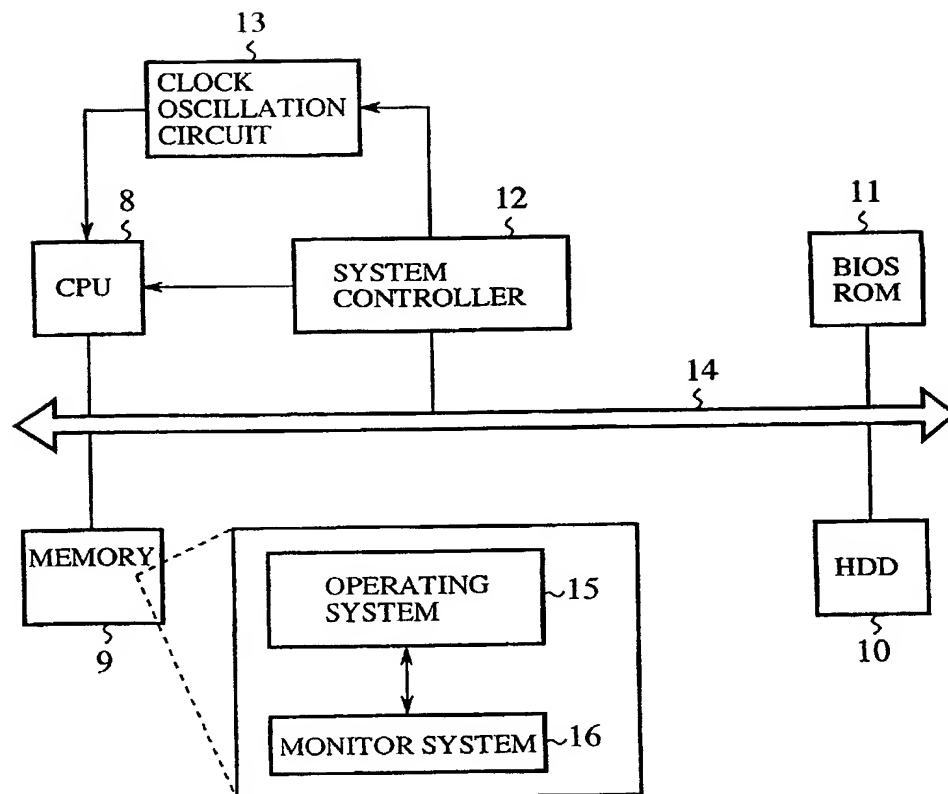 13
CLOCK
OSCILLATION
CIRCUIT
8
CPU
12
SYSTEM
CONTROLLER
11
BIOS
ROM
14
MEMORY
9
OPERATING
SYSTEM
15
MONITOR SYSTEM
16
HDD
10